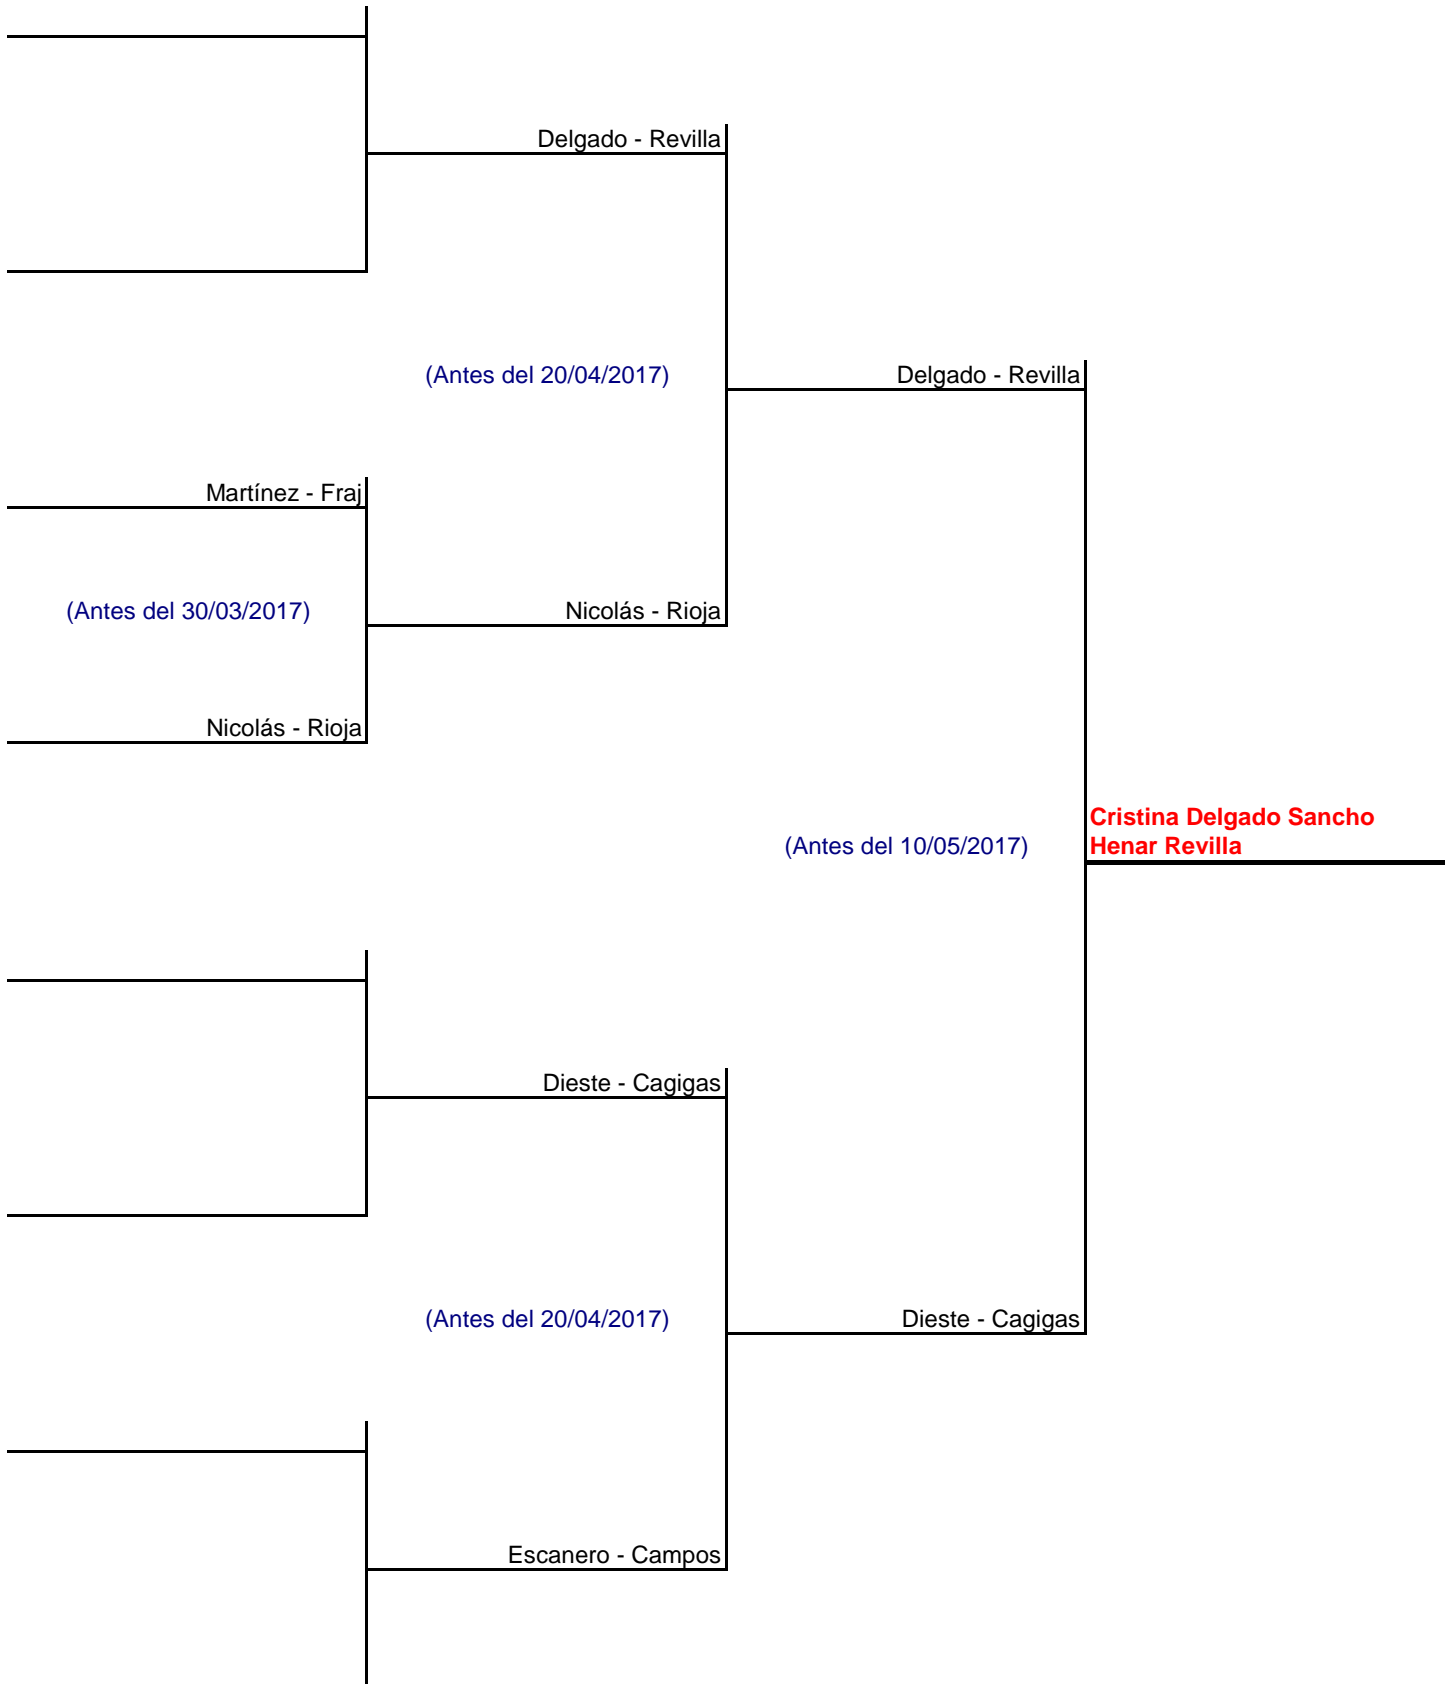 Delgado - Revilla
(Antes del 20/04/2017)
Delgado - Revilla
Martínez - Fraj
(Antes del 30/03/2017)
Nicolás - Rioja
Nicolás - Rioja
Cristina Delgado Sancho
(Antes del 10/05/2017)
Henar Revilla
Dieste - Cagigas
(Antes del 20/04/2017)
Dieste - Cagigas
Escanero - Campos